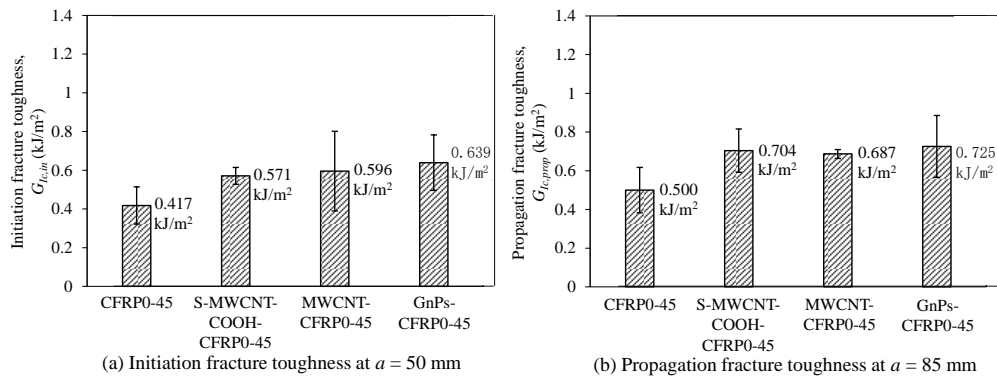 Initiation fracture toughness,
G_Ic,in (kJ/m²)
1.4
1.2
1
0.8
0.6
0.4
0.2
0
0.417
kJ/m²
0.571
kJ/m²
0.596
kJ/m²
0.639
kJ/m²
CFRP0-45
S-MWCNT-
COOH-
CFRP0-45
MWCNT-
CFRP0-45
GnPs-
CFRP0-45
(a) Initiation fracture toughness at a = 50 mm
Propagation fracture toughness,
G_Ic,prop (kJ/m²)
1.4
1.2
1
0.8
0.6
0.4
0.2
0
0.500
kJ/m²
0.704
kJ/m²
0.687
kJ/m²
0.725
kJ/m²
CFRP0-45
S-MWCNT-
COOH-
CFRP0-45
MWCNT-
CFRP0-45
GnPs-
CFRP0-45
(b) Propagation fracture toughness at a = 85 mm